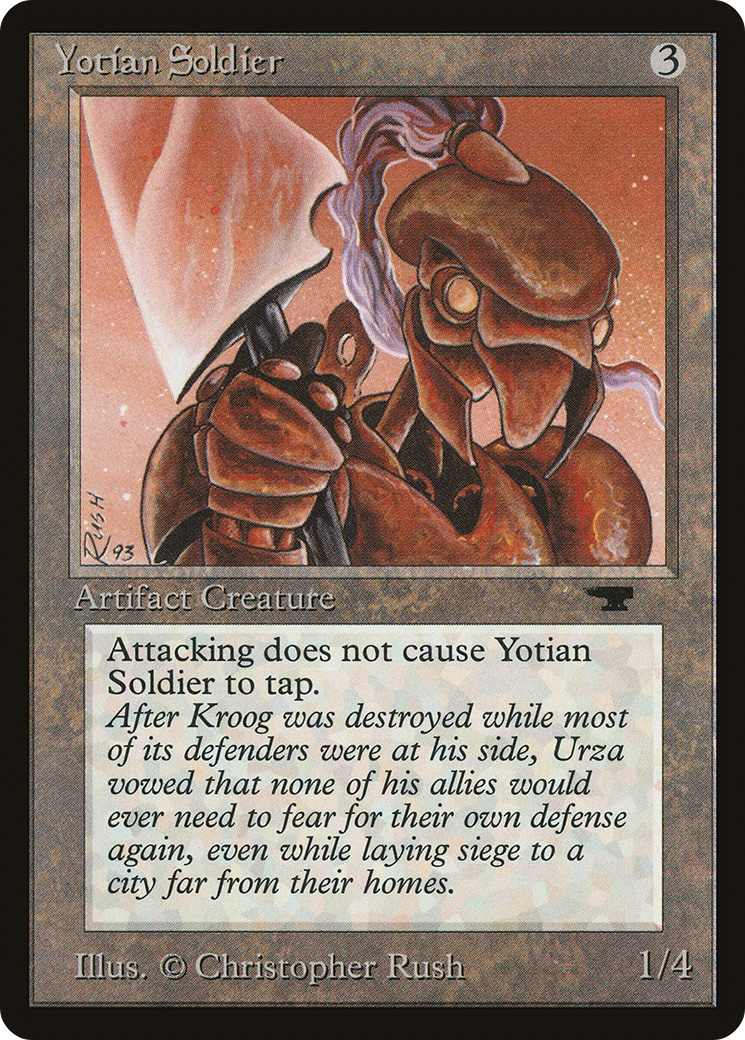 Yotian Soldier 3
RUSH
93
Artifact Creature
Attacking does not cause Yotian
Soldier to tap.
After Kroog was destroyed while most
of its defenders were at his side, Urza
vowed that none of his allies would
ever need to fear for their own defense
again, even while laying siege to a
city far from their homes.
Illus. © Christopher Rush 1/4